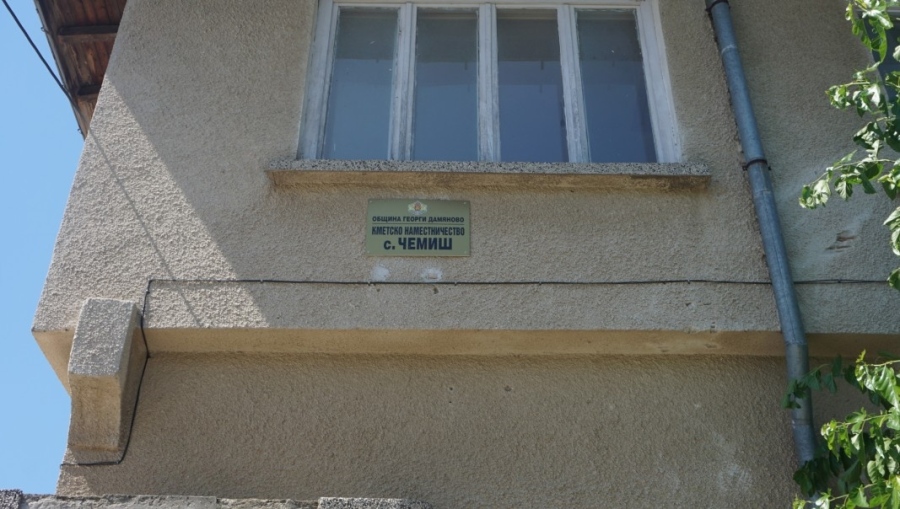 ОБЩИНА ГЕОРГИ ДАМЯНОВО
КМЕТСКО НАМЕСТНИЧЕСТВО
с. ЧЕМИШ